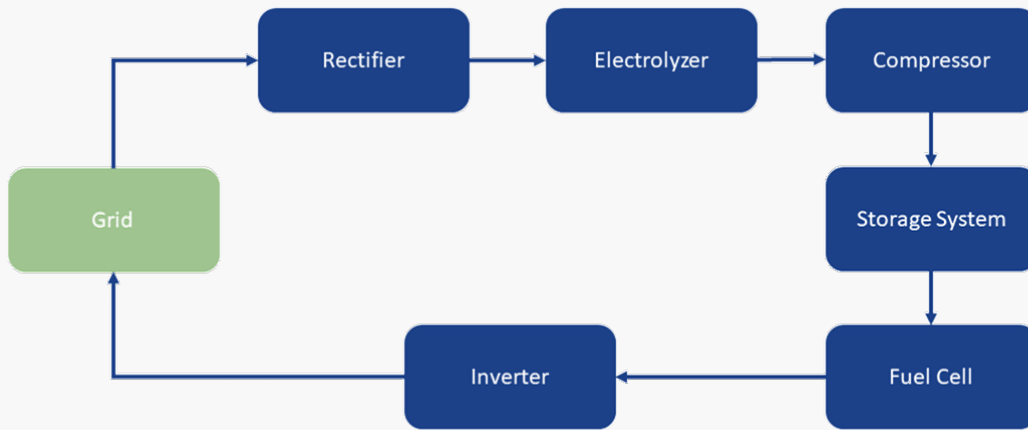 Rectifier
Electrolyzer
Compressor
Grid
Storage System
Inverter
Fuel Cell